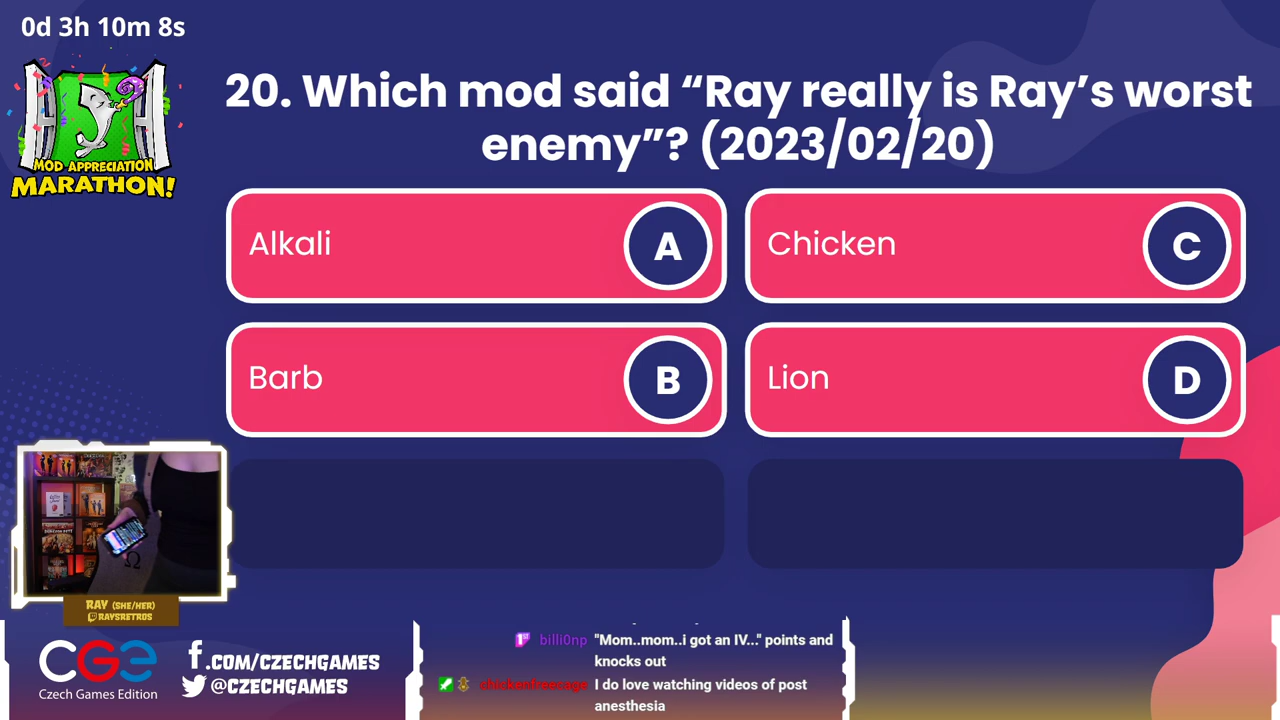 0d 3h 10m 8s
MOD APPRECIATION
MARATHON!
20. Which mod said “Ray really is Ray’s worst
enemy”? (2023/02/20)
Alkali
A
Chicken
C
Barb
B
Lion
D
RAY (SHE/HER)
RAYSRETROS
CGE
Czech Games Edition
f.COM/CZECHGAMES
@CZECHGAMES
1st billi0np "Mom..mom..i got an IV..." points and
knocks out
chickenfreerange I do love watching videos of post
anesthesia